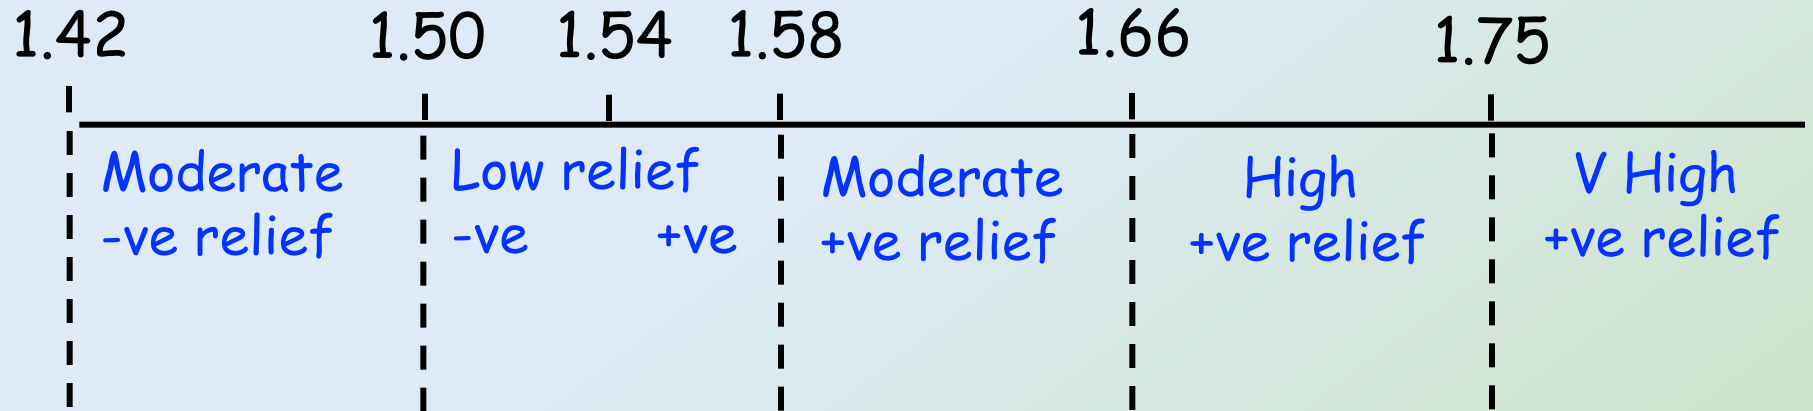 1.42 1.50 1.54 1.58 1.66 1.75
Moderate Low relief Moderate High V High
-ve relief -ve +ve +ve relief +ve relief +ve relief